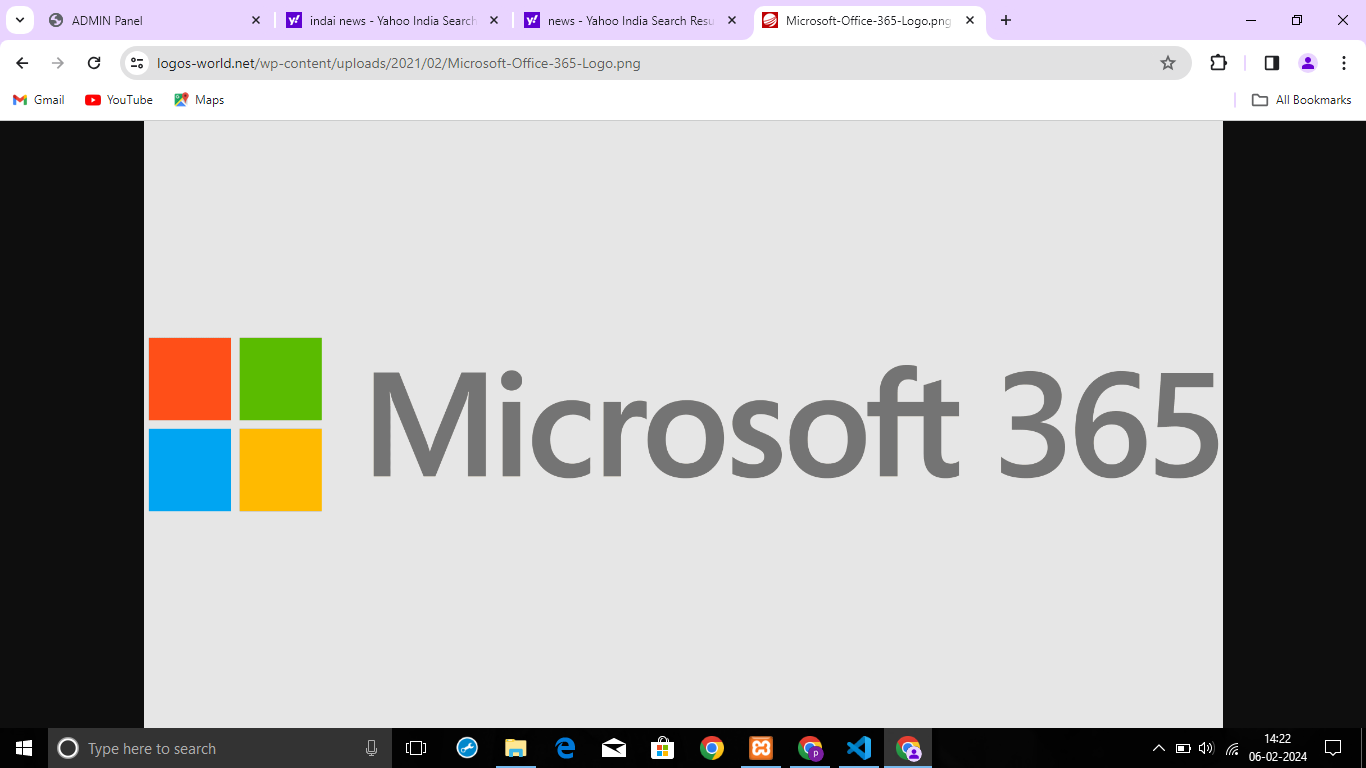 ADMIN Panel
indai news - Yahoo India Search
news - Yahoo India Search Resu
Microsoft-Office-365-Logo.png
logos-world.net/wp-content/uploads/2021/02/Microsoft-Office-365-Logo.png
Gmail
YouTube
Maps
All Bookmarks
Microsoft 365
Type here to search
P
14:22
06-02-2024